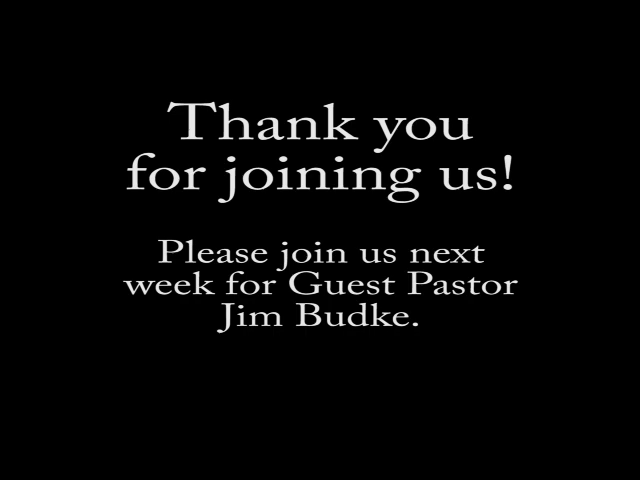 Thank you
for joining us!
Please join us next
week for Guest Pastor
Jim Budke.